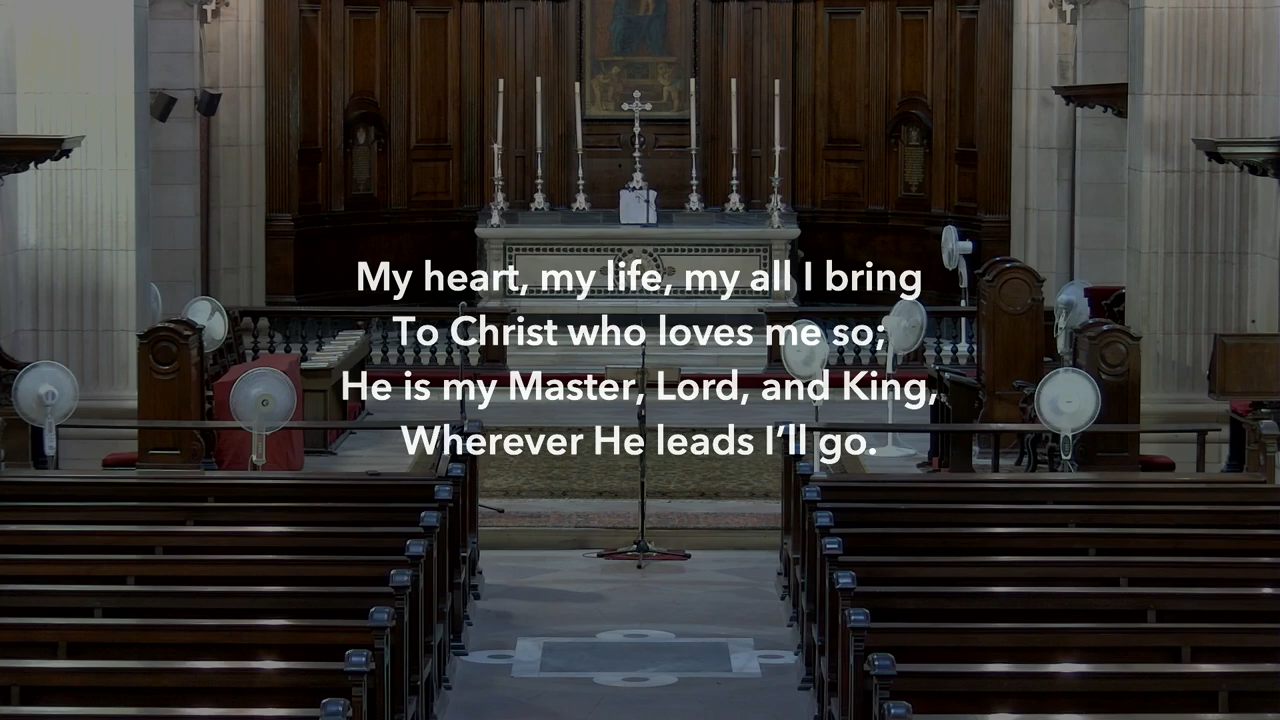 My heart, my life, my all I bring
To Christ who loves me so;
He is my Master, Lord, and King,
Wherever He leads I’ll go.